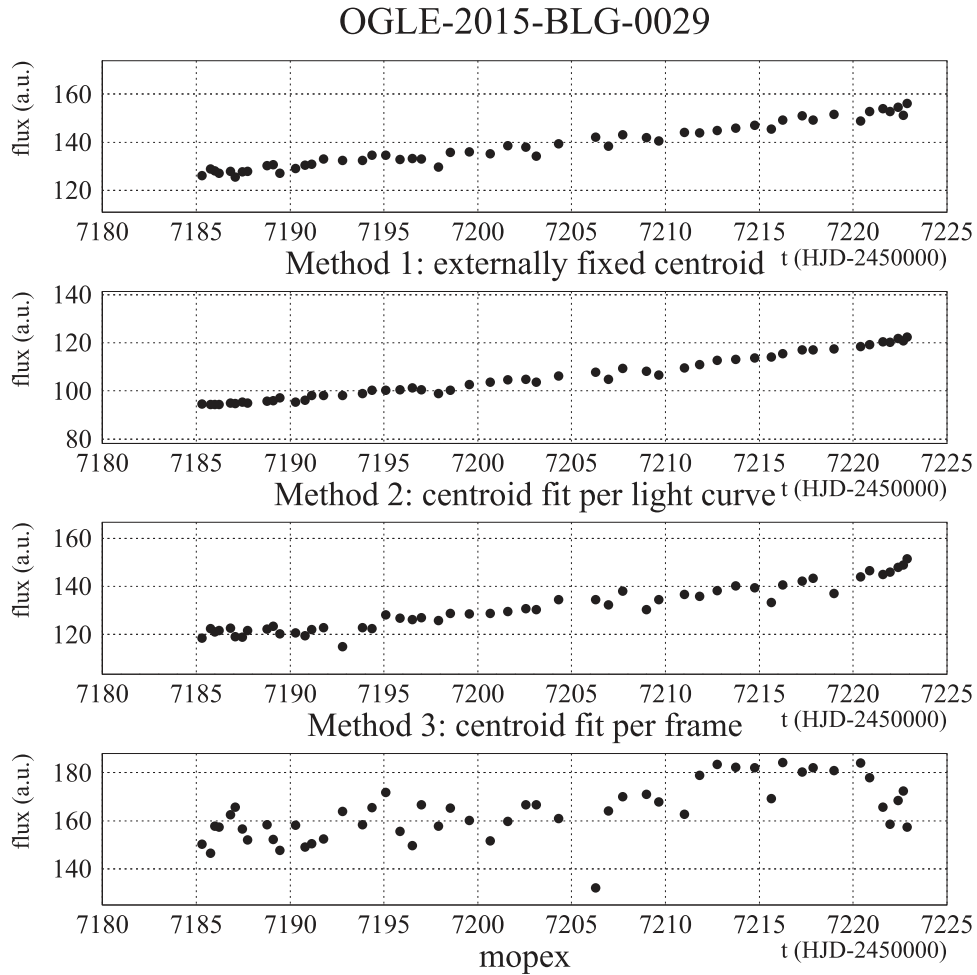 OGLE-2015-BLG-0029
flux (a.u.)
160
140
120
7180 7185 7190 7195 7200 7205 7210 7215 7220 7225
t (HJD-2450000)
Method 1: externally fixed centroid
flux (a.u.)
140
120
100
80
7180 7185 7190 7195 7200 7205 7210 7215 7220 7225
t (HJD-2450000)
Method 2: centroid fit per light curve
flux (a.u.)
160
140
120
7180 7185 7190 7195 7200 7205 7210 7215 7220 7225
t (HJD-2450000)
Method 3: centroid fit per frame
flux (a.u.)
180
160
140
7180 7185 7190 7195 7200 7205 7210 7215 7220 7225
t (HJD-2450000)
mopex